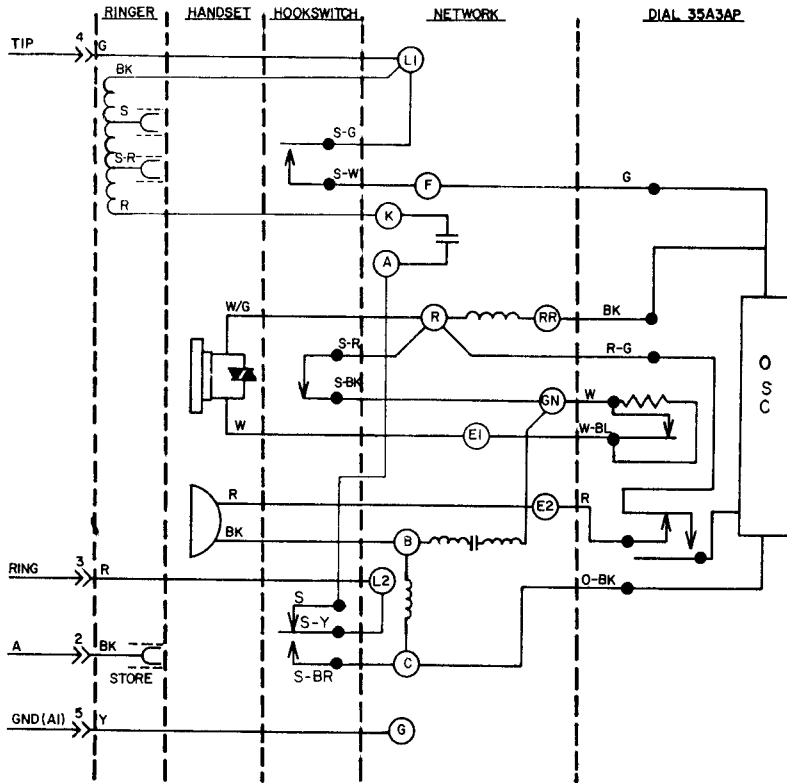 RINGER HANDSET HOOKSWITCH NETWORK DIAL 35A3AP
TIP 4 G
L1
BK
S
S-G
S-R
S-W F G
R K
A
W/G R RR BK
S-R R-G
O
S
C
S-BK GN W
W E1 W-BL
R E2 R
BK B
RING 3 R L2
S O-BK
S-Y
A 2 BK
C
STORE S-BR
GND(A1) 5 Y G